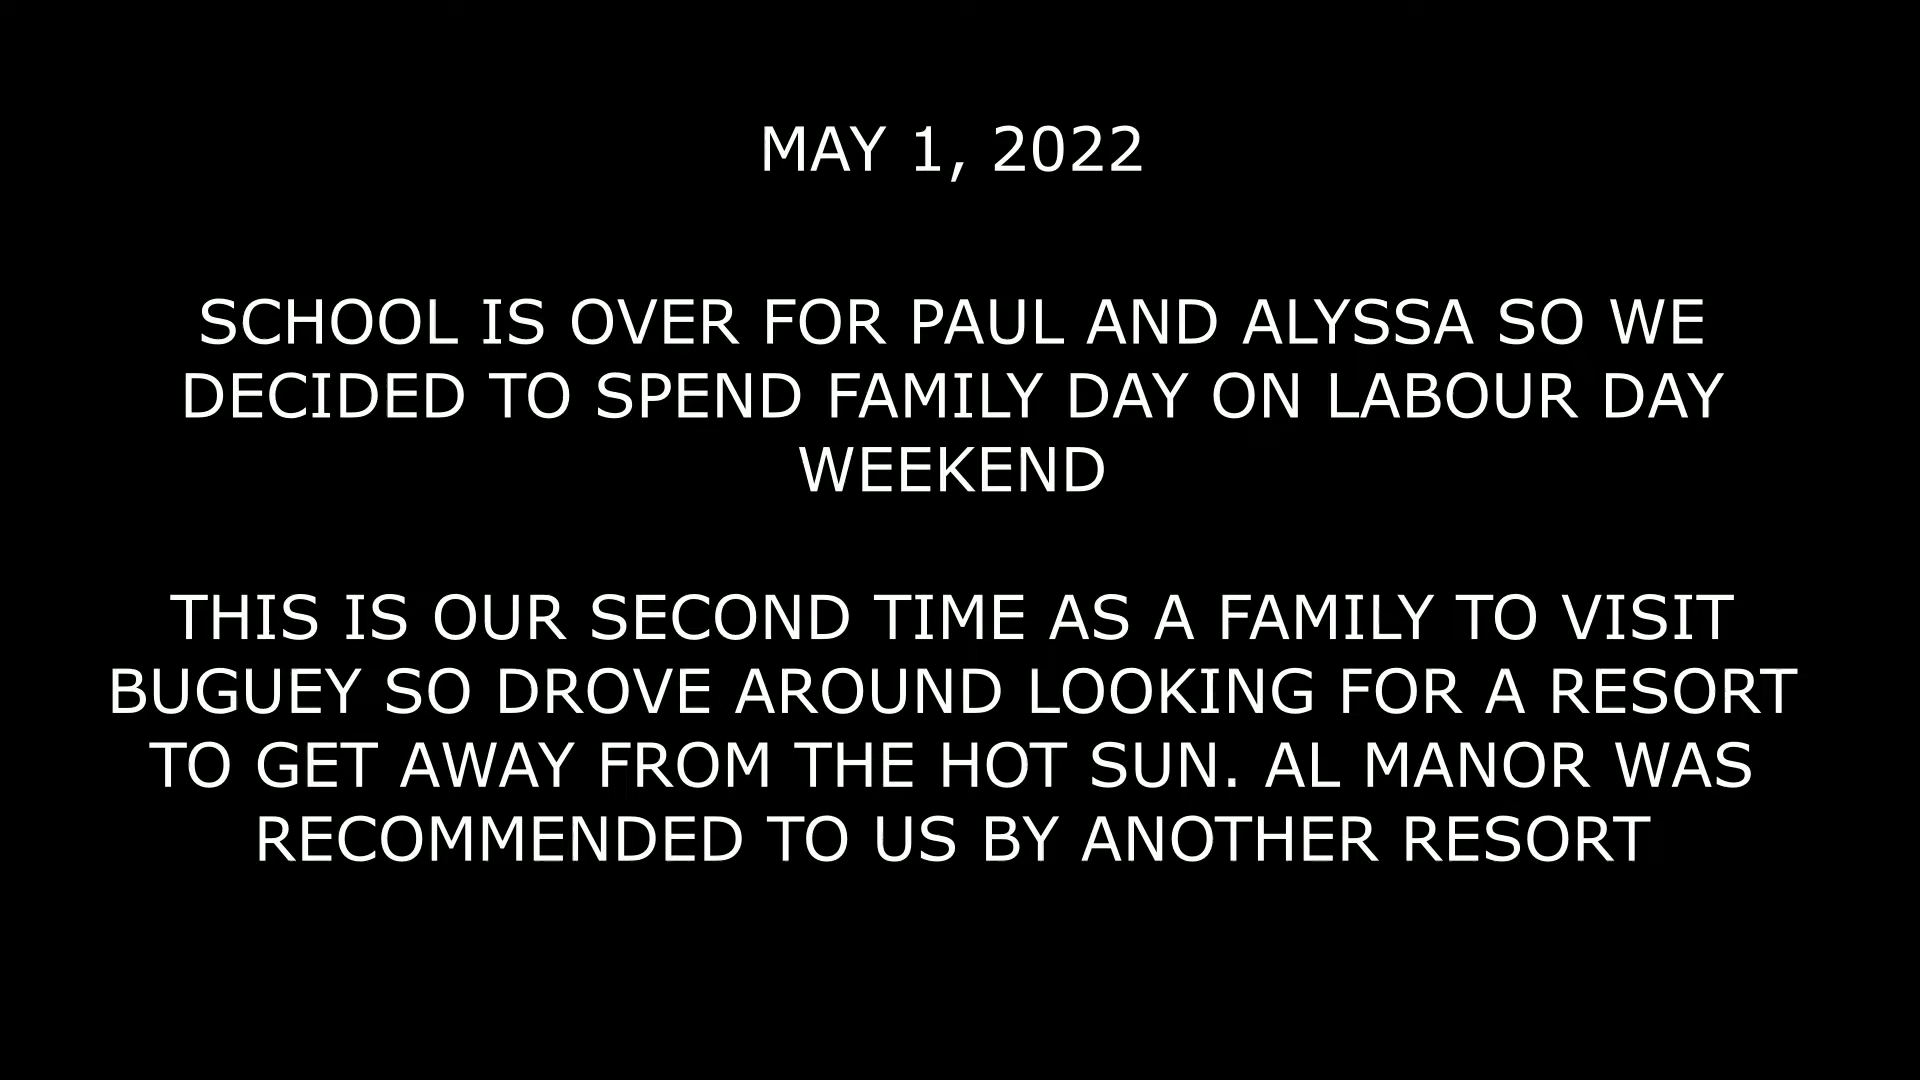 MAY 1, 2022
SCHOOL IS OVER FOR PAUL AND ALYSSA SO WE
DECIDED TO SPEND FAMILY DAY ON LABOUR DAY
WEEKEND
THIS IS OUR SECOND TIME AS A FAMILY TO VISIT
BUGUEY SO DROVE AROUND LOOKING FOR A RESORT
TO GET AWAY FROM THE HOT SUN. AL MANOR WAS
RECOMMENDED TO US BY ANOTHER RESORT